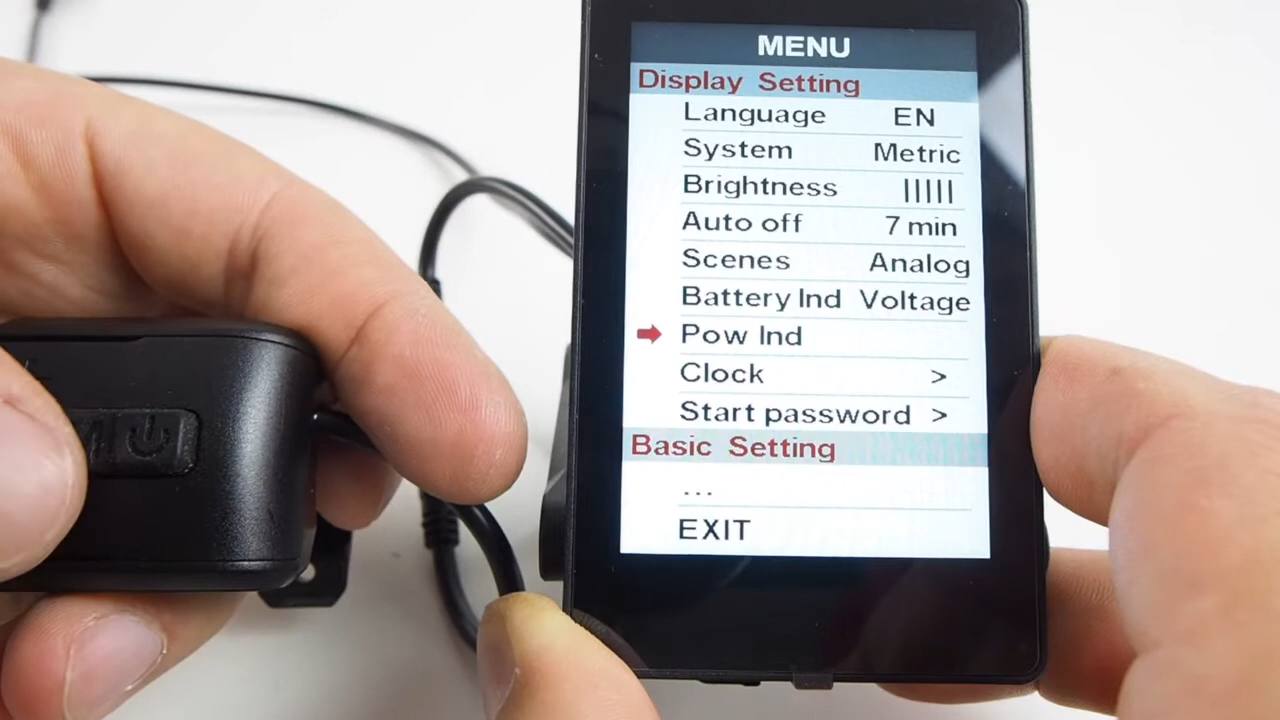 MENU
Display Setting
Language EN
System Metric
Brightness |||||
Auto off 7 min
Scenes Analog
Battery Ind Voltage
Pow Ind
Clock >
Start password >
Basic Setting
...
EXIT